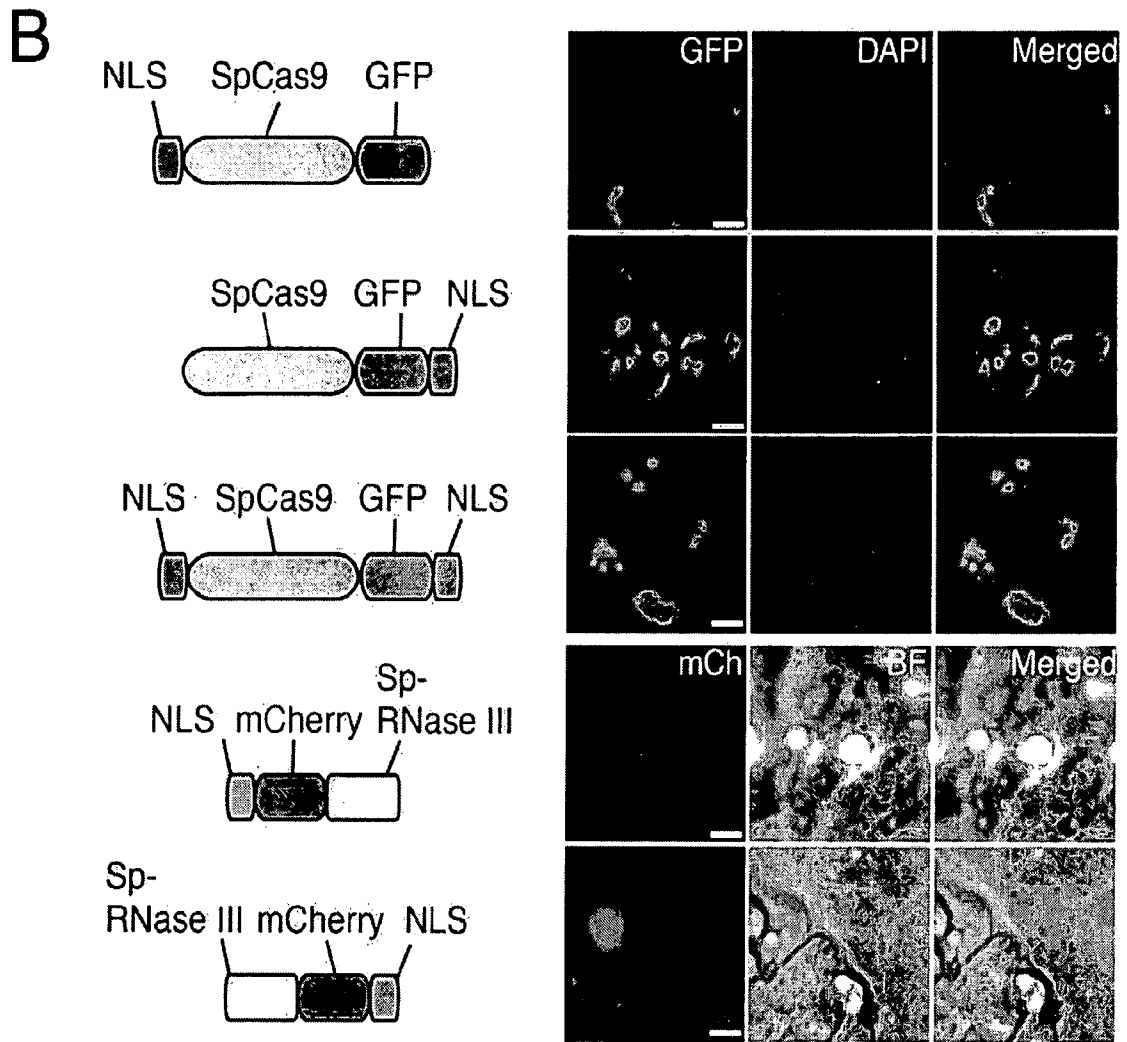 B
NLS SpCas9 GFP
GFP DAPI Merged
SpCas9 GFP NLS
NLS SpCas9 GFP NLS
mCh BF Merged
Sp-
NLS mCherry RNase III
Sp-
RNase III mCherry NLS